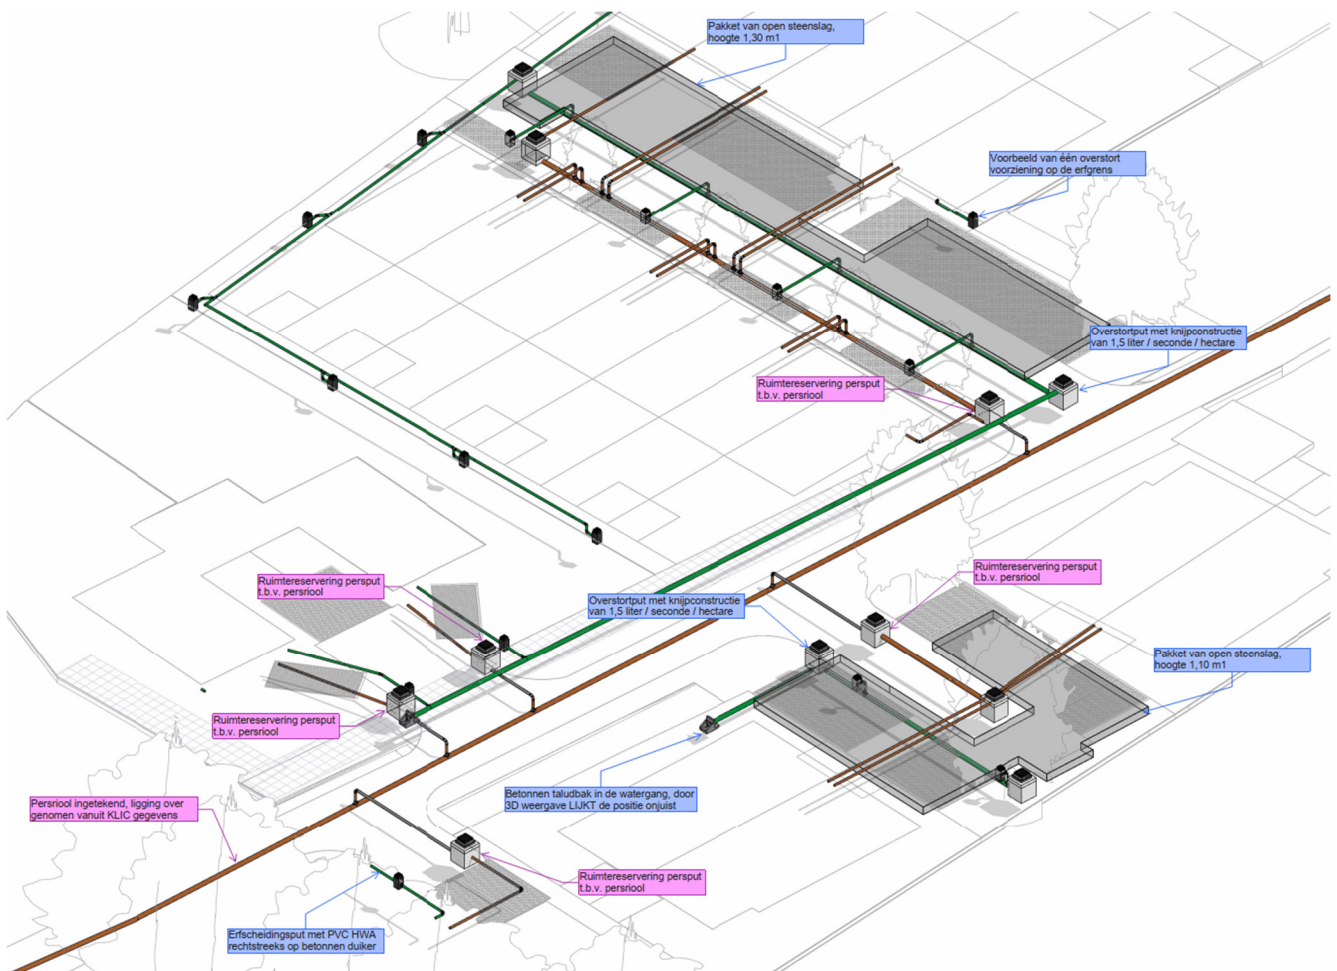 Pakket van open steenslag,
hoogte 1,30 m1
Voorbeeld van één overstort
voorziening op de erfgrens
Overstortput met knijpconstructie
van 1,5 liter / seconde / hectare
Ruimtereservering persput
t.b.v. persriool
Ruimtereservering persput
t.b.v. persriool
Ruimtereservering persput
t.b.v. persriool
Overstortput met knijpconstructie
van 1,5 liter / seconde / hectare
Pakket van open steenslag,
hoogte 1,10 m1
Ruimtereservering persput
t.b.v. persriool
Betonnen taludbak in de watergang, door
3D weergave LIJKT de positie onjuist
Persriool ingetekend, ligging over
genomen vanuit KLIC gegevens
Ruimtereservering persput
t.b.v. persriool
Erfscheidingsput met PVC HWA
rechtstreeks op betonnen duiker